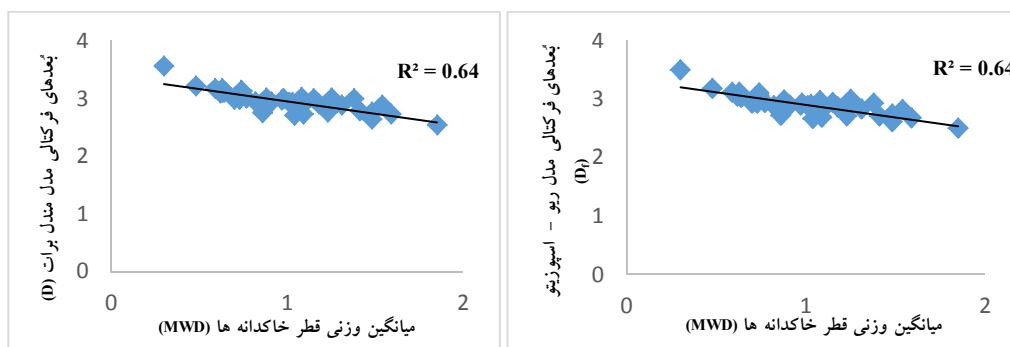 بُعدهای فرکتالی مدل مندل برات (D)
4
3
2
1
0
R² = 0.64
0
1
2
میانگین وزنی قطر خاکدانه ها (MWD)
بُعدهای فرکتالی مدل ریو - اسپوزیتو
(Df)
4
3
2
1
0
R² = 0.64
0
1
2
میانگین وزنی قطر خاکدانه ها (MWD)